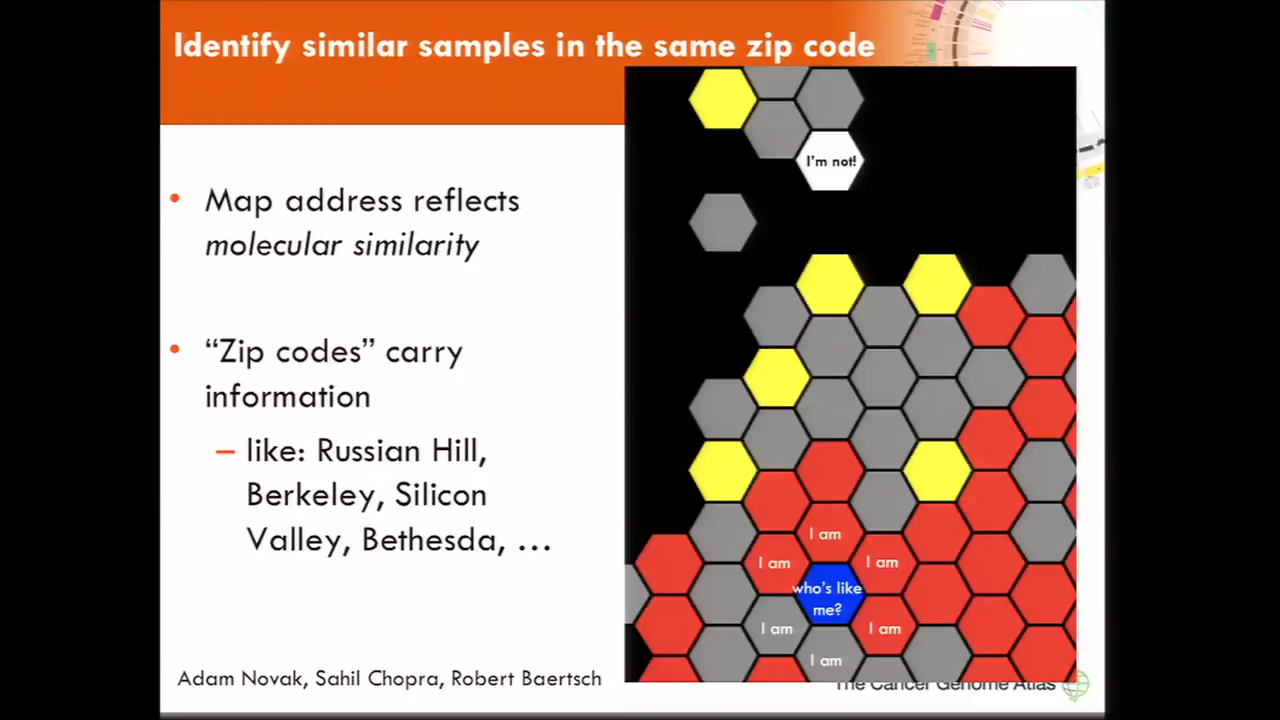 Identify similar samples in the same zip code
• Map address reflects
molecular similarity
• “Zip codes” carry
information
– like: Russian Hill,
Berkeley, Silicon
Valley, Bethesda, …
Adam Novak, Sahil Chopra, Robert Baertsch
I'm not!
I am
I am
I am
who's like
me?
I am
I am
I am
The Cancer Genome Atlas